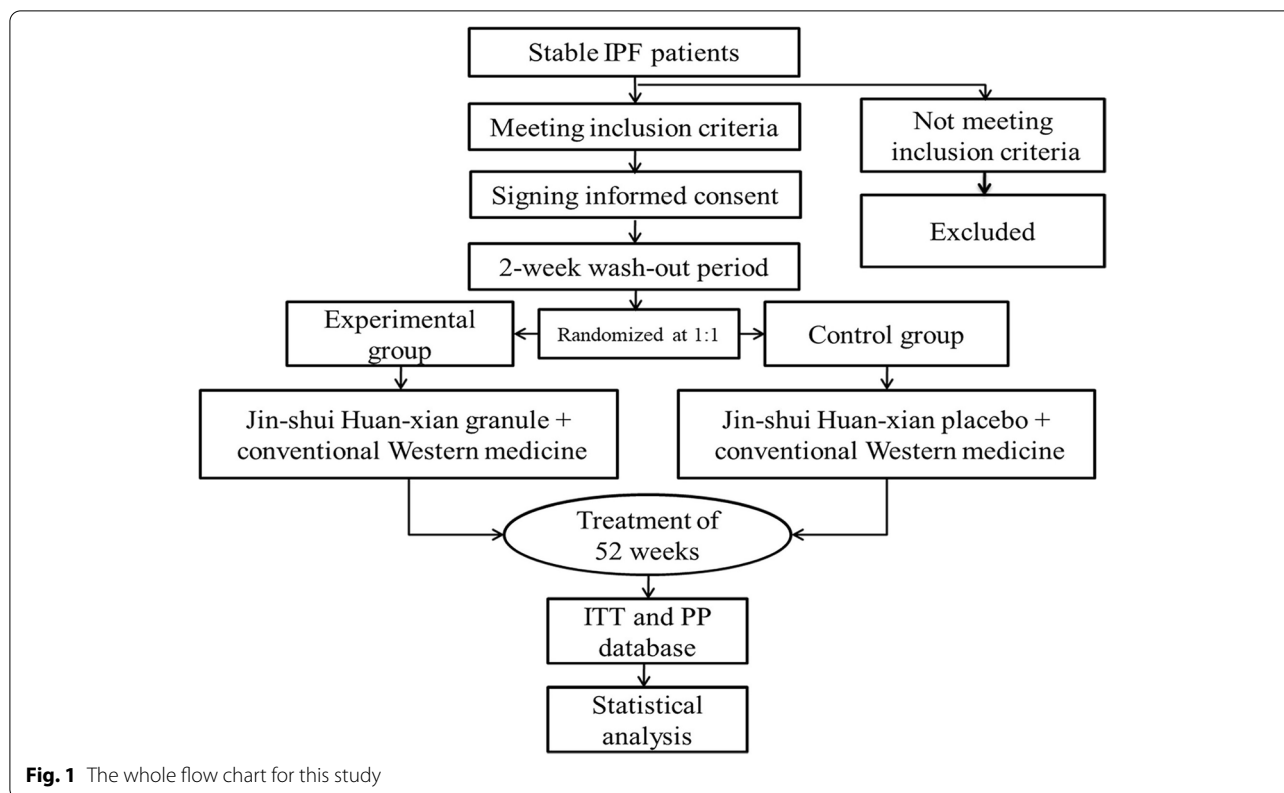 Stable IPF patients
Meeting inclusion criteria
Not meeting
inclusion criteria
Signing informed consent
Excluded
2-week wash-out period
Experimental
group
Randomized at 1:1
Control group
Jin-shui Huan-xian granule +
conventional Western medicine
Jin-shui Huan-xian placebo +
conventional Western medicine
Treatment of
52 weeks
ITT and PP
database
Statistical
analysis
Fig. 1 The whole flow chart for this study